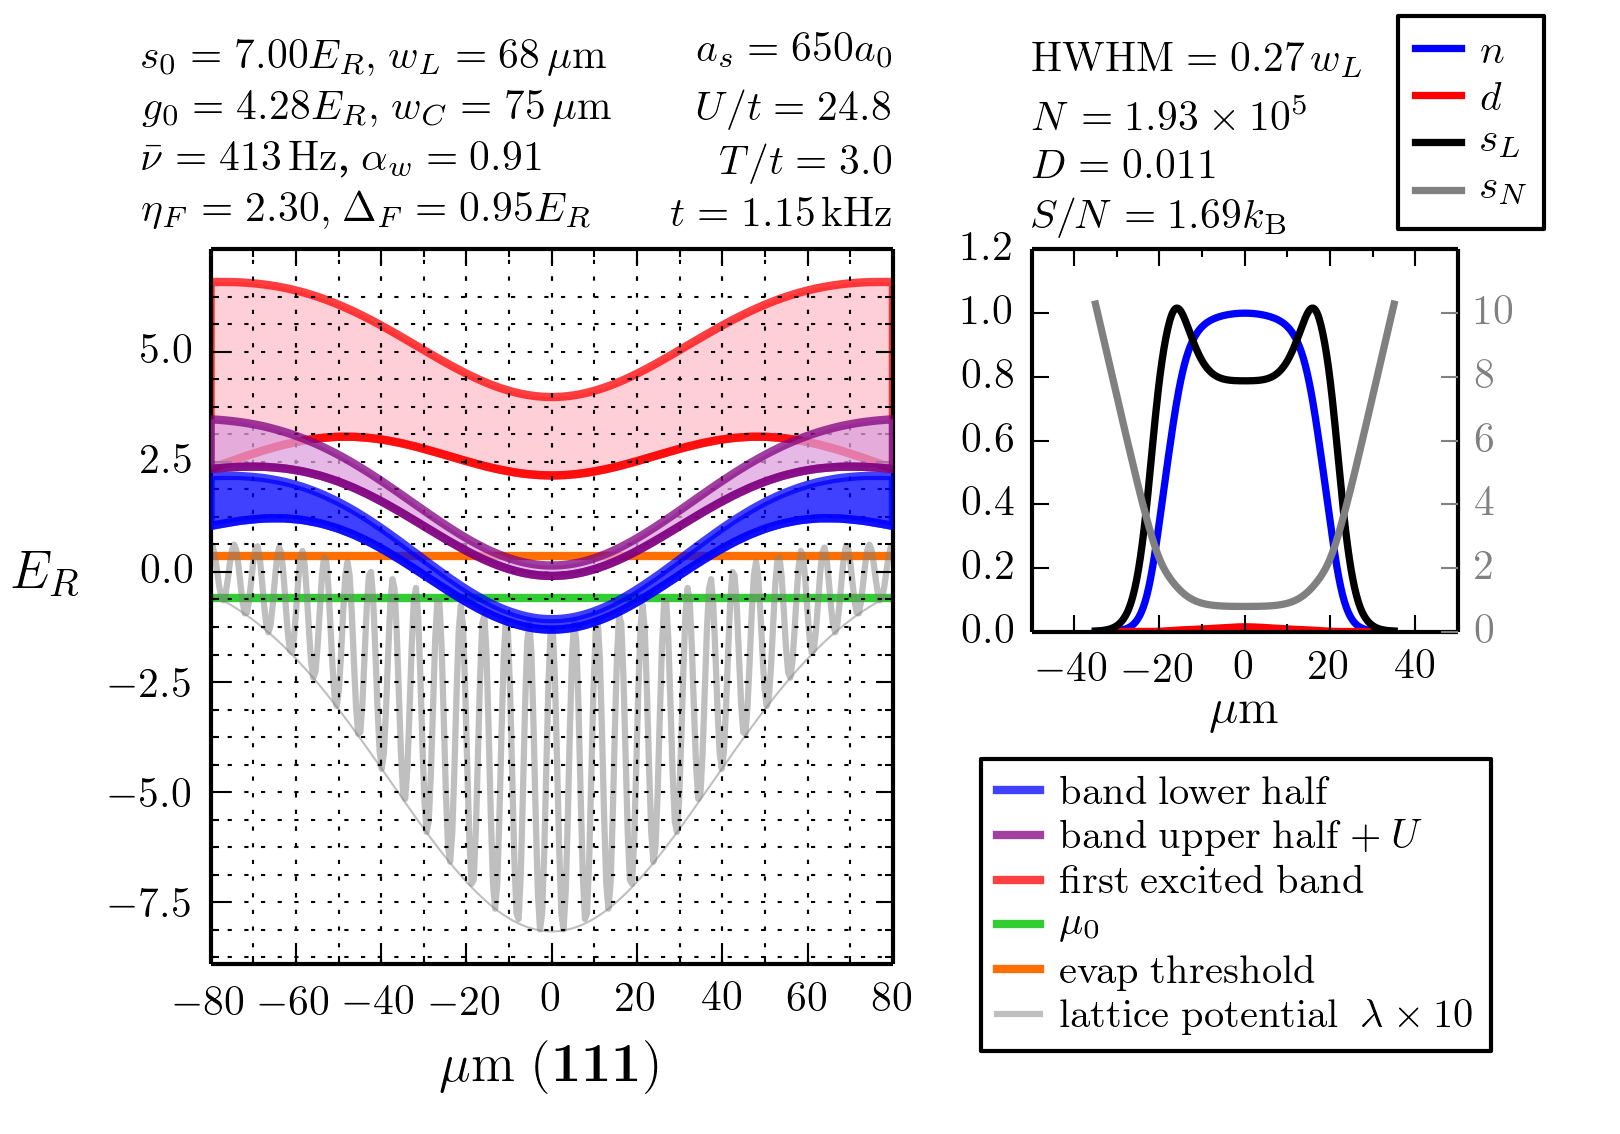 s₀ = 7.00E_R, w_L = 68 μm
g₀ = 4.28E_R, w_C = 75 μm
ν̄ = 413 Hz, α_w = 0.91
η_F = 2.30, Δ_F = 0.95E_R
a_s = 650a₀
U/t = 24.8
T/t = 3.0
t = 1.15 kHz
HWHM = 0.27 w_L
N = 1.93 × 10⁵
D = 0.011
S/N = 1.69k_B
n
d
s_L
s_N
5.0
2.5
0.0
−2.5
−5.0
−7.5
E_R
−80 −60 −40 −20 0 20 40 60 80
μm (111)
1.2
1.0
0.8
0.6
0.4
0.2
0.0
10
8
6
4
2
0
−40 −20 0 20 40
μm
band lower half
band upper half + U
first excited band
μ₀
evap threshold
lattice potential λ × 10